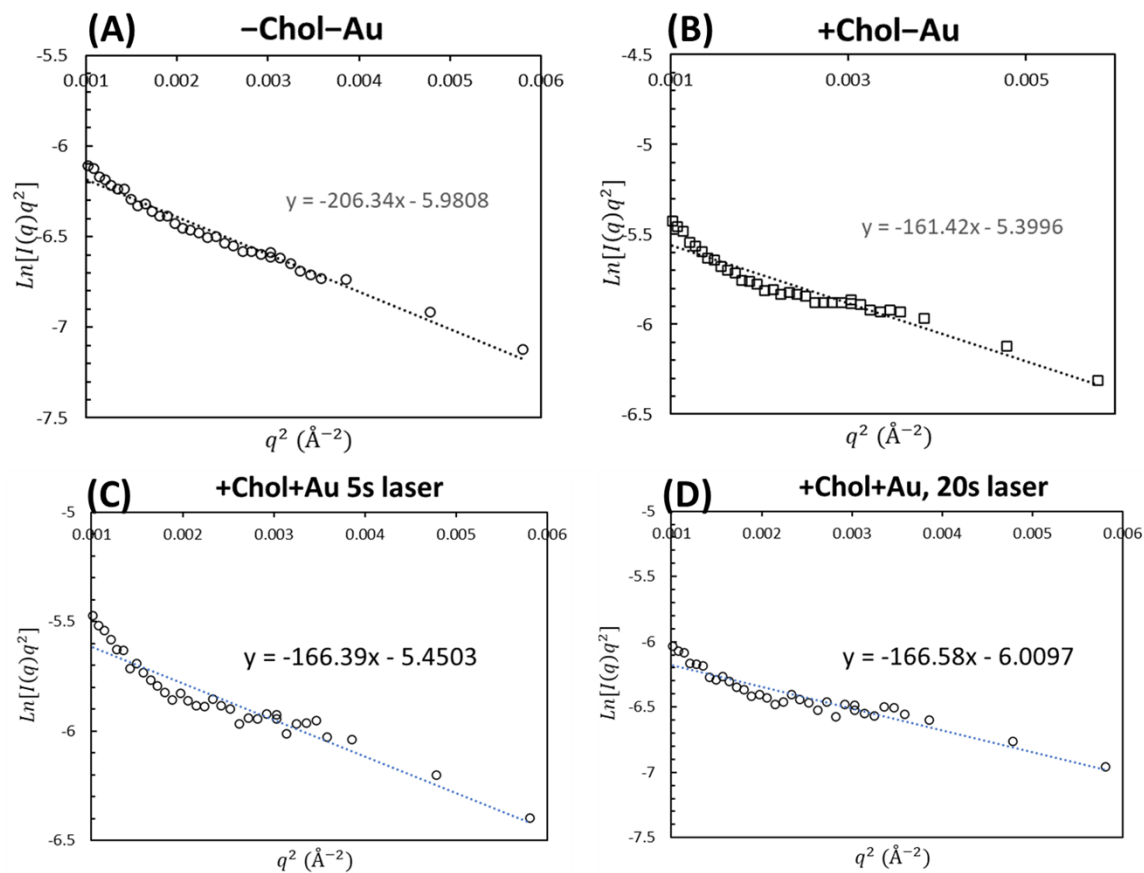 (A) −Chol−Au
-5.5
0.001 0.002 0.003 0.004 0.005 0.006
-6
-6.5
-7
-7.5
Ln[I(q)q²]
y = -206.34x - 5.9808
q² (Å⁻²)
(B) +Chol−Au
-4.5
0.001 0.003 0.005
-5
-5.5
-6
-6.5
Ln[I(q)q²]
y = -161.42x - 5.3996
q² (Å⁻²)
(C) +Chol+Au 5s laser
-5
0.001 0.002 0.003 0.004 0.005 0.006
-5.5
-6
-6.5
Ln[I(q)q²]
y = -166.39x - 5.4503
q² (Å⁻²)
(D) +Chol+Au, 20s laser
-5
0.001 0.002 0.003 0.004 0.005 0.006
-5.5
-6
-6.5
-7
-7.5
Ln[I(q)q²]
y = -166.58x - 6.0097
q² (Å⁻²)